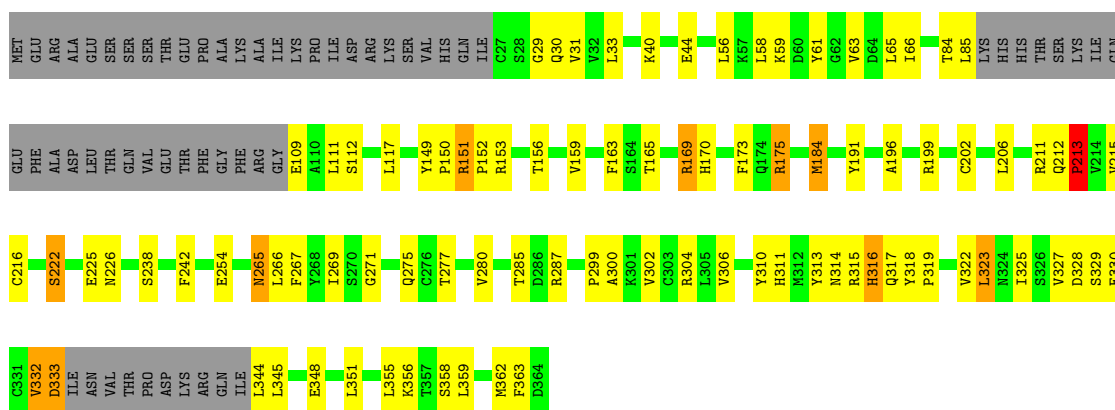 MET GLU ARG ALA GLU SER SER SER THR GLU PRO ALA LYS ALA ILE LYS PRO ILE ASP ARG LYS SER VAL HIS GLN ILE C27 S28 G29 Q30 V31 V32 L33 K40 E44 L56 K57 L58 K59 D60 Y61 G62 V63 D64 L65 I66 T84 L85 LYS HIS HIS THR SER LYS ILE GLN
GLU PHE ALA ASP LEU THR GLN VAL GLU THR PHE GLY PHE ARG GLY E109 A110 L111 S112 L117 Y149 P150 R151 P152 R153 T156 V159 F163 S164 T165 R169 H170 F173 Q174 R175 M184 Y191 A196 R199 C202 L206 R211 Q212 P213 V214 V215
C216 S222 E225 N226 S238 F242 E254 N265 L266 F267 Y268 I269 S270 G271 Q275 C276 T277 V280 T285 D286 R287 P299 A300 K301 V302 C303 R304 L305 V306 Y310 H311 M312 Y313 N314 R315 H316 Q317 Y318 P319 V322 L323 N324 I325 S326 V327 D328 S329 E330
C331 V332 D333 ILE ASN VAL THR PRO ASP LYS ARG GLN ILE L344 L345 E348 L351 L355 K356 T357 S358 L359 M362 F363 D364